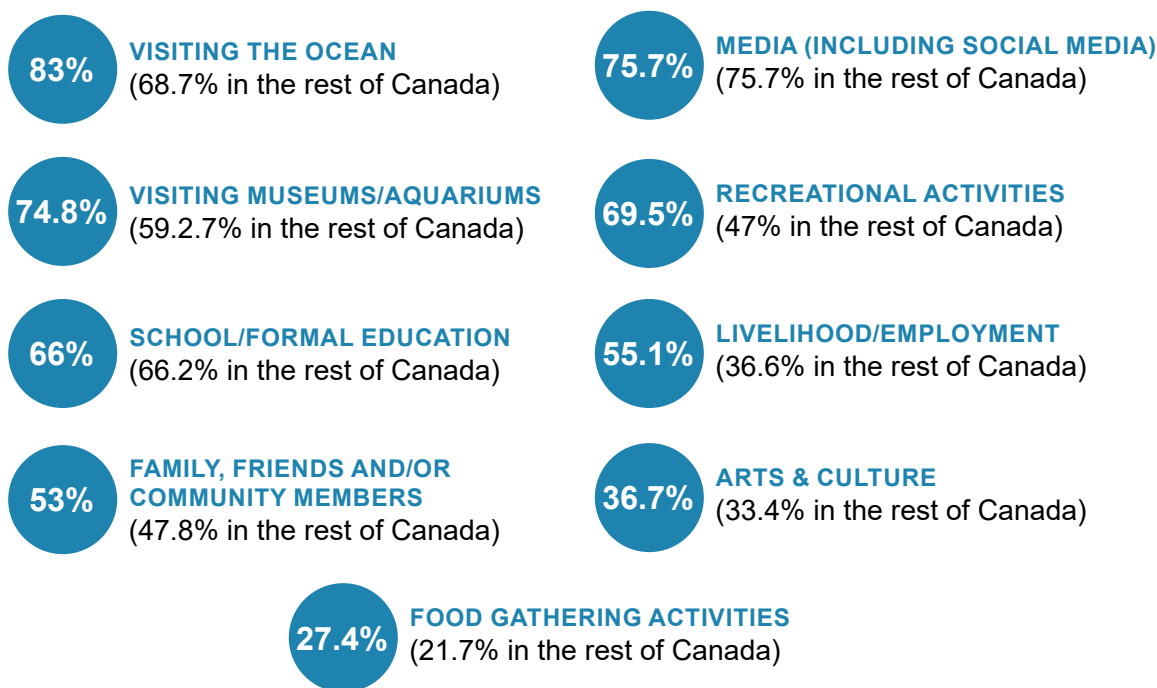 83%
VISITING THE OCEAN
(68.7% in the rest of Canada)
75.7%
MEDIA (INCLUDING SOCIAL MEDIA)
(75.7% in the rest of Canada)
74.8%
VISITING MUSEUMS/AQUARIUMS
(59.2.7% in the rest of Canada)
69.5%
RECREATIONAL ACTIVITIES
(47% in the rest of Canada)
66%
SCHOOL/FORMAL EDUCATION
(66.2% in the rest of Canada)
55.1%
LIVELIHOOD/EMPLOYMENT
(36.6% in the rest of Canada)
53%
FAMILY, FRIENDS AND/OR
COMMUNITY MEMBERS
(47.8% in the rest of Canada)
36.7%
ARTS & CULTURE
(33.4% in the rest of Canada)
27.4%
FOOD GATHERING ACTIVITIES
(21.7% in the rest of Canada)